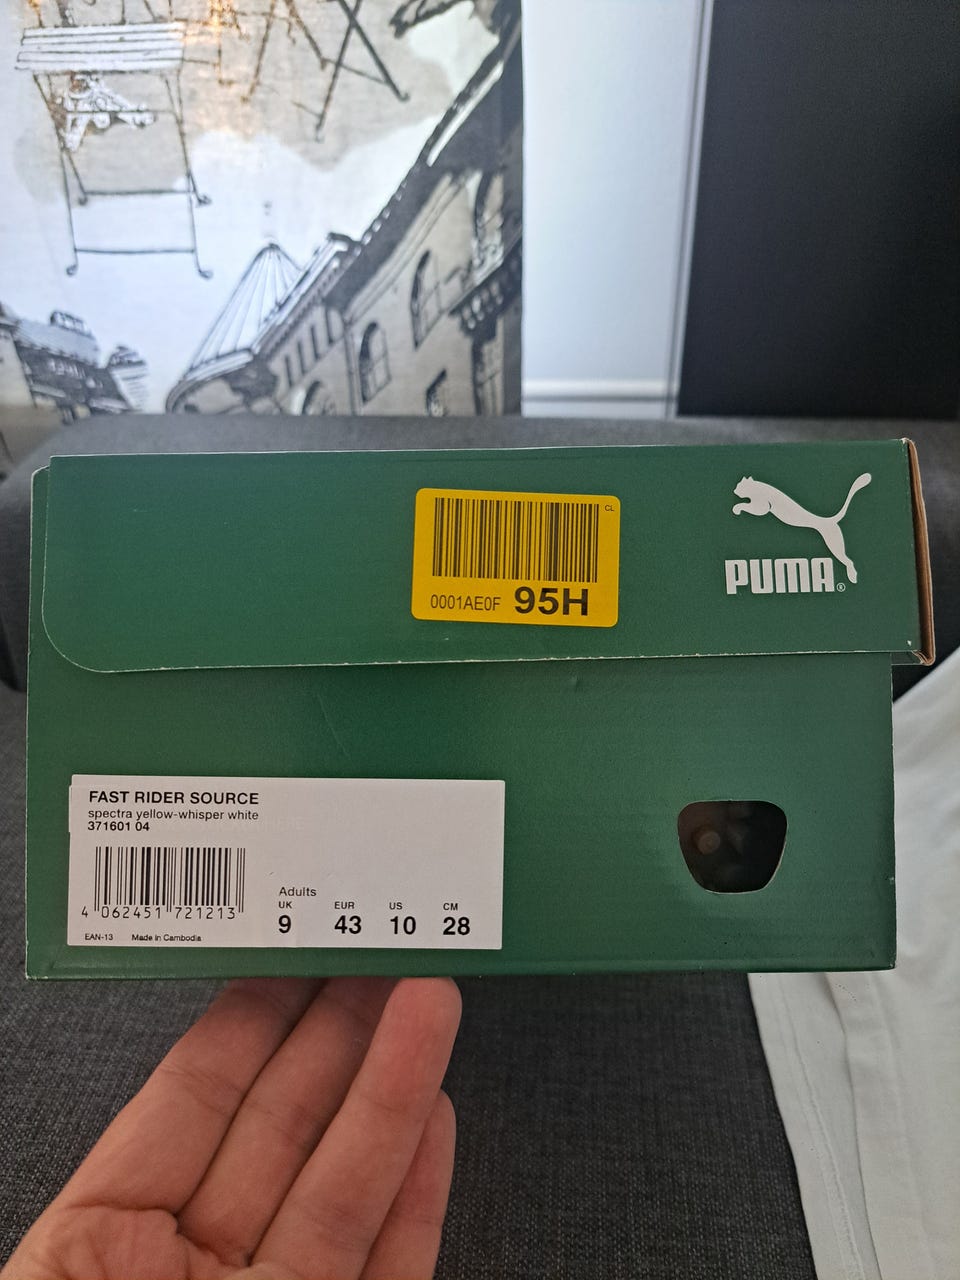 CL
0001AE0F 95H
PUMA®
FAST RIDER SOURCE
spectra yellow-whisper white
371601 04
4 062451 721213
EAN-13 Made in Cambodia
Adults
UK EUR US CM
9 43 10 28